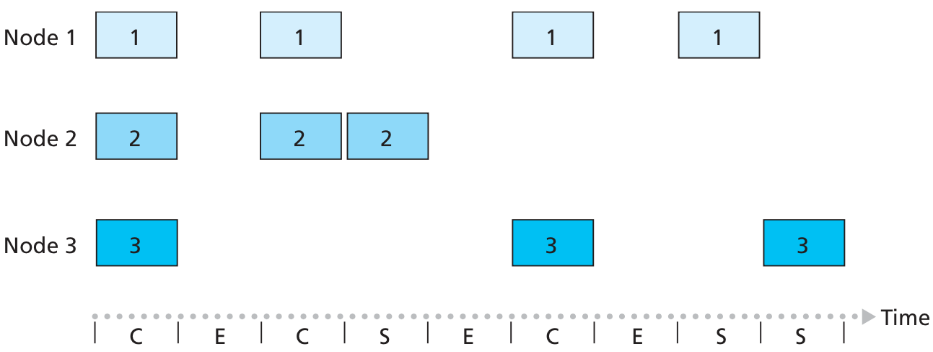 Node 1 1 1 1 1
Node 2 2 2 2
Node 3 3 3 3
Time
C E C S E C E S S